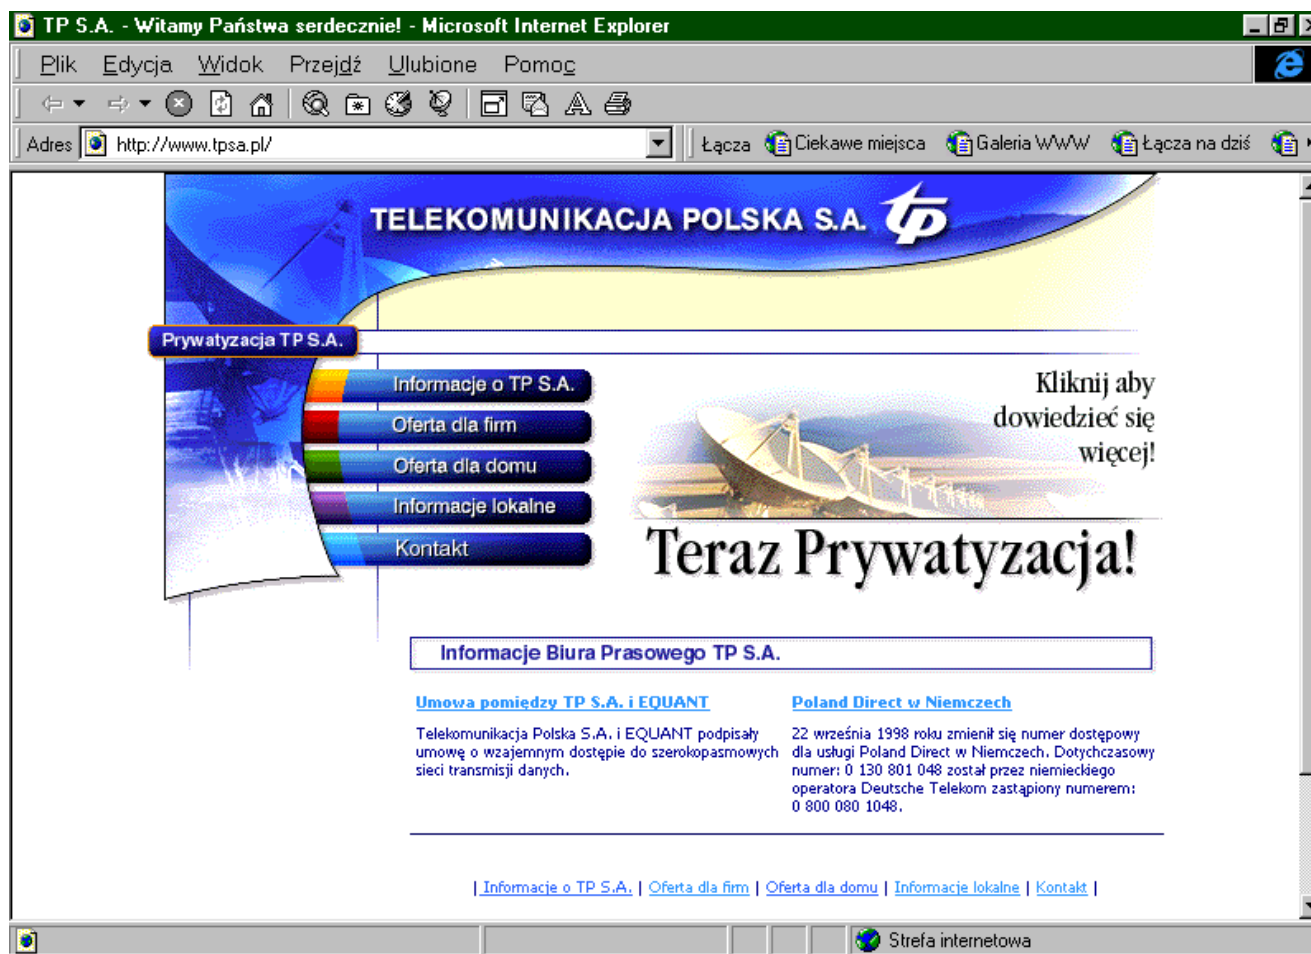 TP S.A. - Witamy Państwa serdecznie! - Microsoft Internet Explorer
Plik Edycja Widok Przejdź Ulubione Pomoc
Adres http://www.tpsa.pl/ Łącza Ciekawe miejsca Galeria WWW Łącza na dziś
TELEKOMUNIKACJA POLSKA S.A. tp
Prywatyzacja TP S.A.
Informacje o TP S.A.
Oferta dla firm
Oferta dla domu
Informacje lokalne
Kontakt
Kliknij aby
dowiedzieć się
więcej!
Teraz Prywatyzacja!
Informacje Biura Prasowego TP S.A.
Umowa pomiędzy TP S.A. i EQUANT
Telekomunikacja Polska S.A. i EQUANT podpisały
umowę o wzajemnym dostępie do szerokopasmowych
sieci transmisji danych.
Poland Direct w Niemczech
22 września 1998 roku zmienił się numer dostępowy
dla usługi Poland Direct w Niemczech. Dotychczasowy
numer: 0 130 801 048 został przez niemieckiego
operatora Deutsche Telekom zastąpiony numerem:
0 800 080 1048.
| Informacje o TP S.A. | Oferta dla firm | Oferta dla domu | Informacje lokalne | Kontakt |
Strefa internetowa